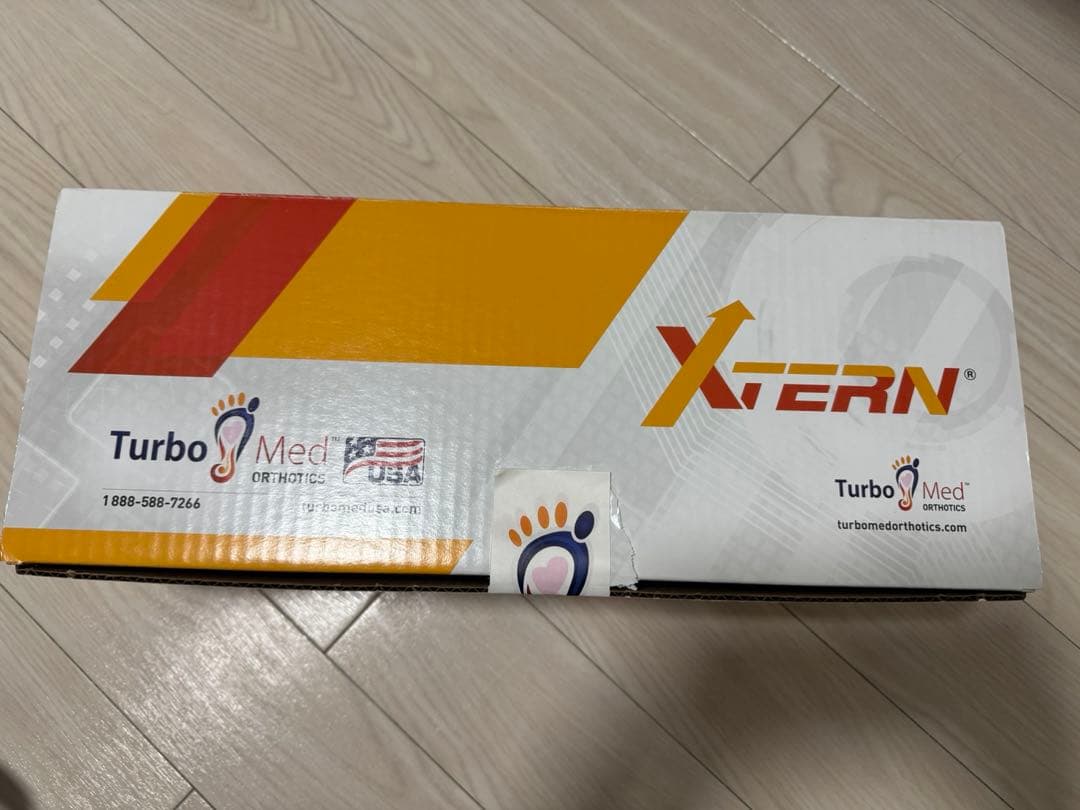 XTERN®
Turbo Med™
ORTHOTICS
USA
1 888-588-7266
turbomedusa.com
Turbo Med™
ORTHOTICS
turbomedorthotics.com